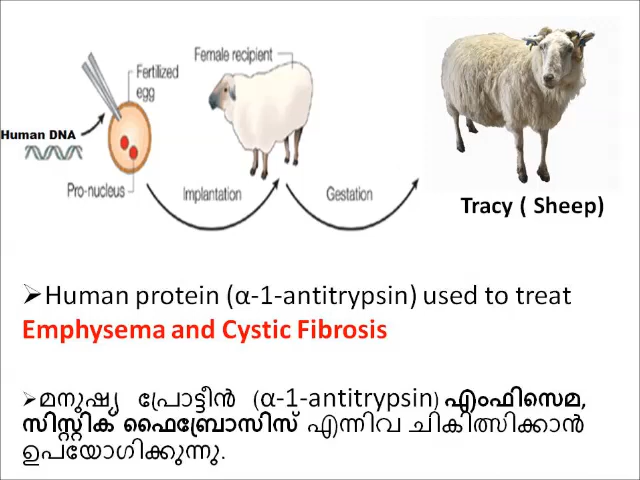 Female recipient
Fertilized
egg
Human DNA
Pro-nucleus
Implantation
Gestation
Tracy ( Sheep)
➢Human protein (α-1-antitrypsin) used to treat
Emphysema and Cystic Fibrosis
➢മനുഷ്യ പ്രോട്ടീൻ (α-1-antitrypsin) എംഫിസെമ,
സിസ്റ്റിക ഫൈബ്രോസിസ് എന്നിവ ചികിത്സിക്കാൻ
ഉപയോഗിക്കുന്നു.